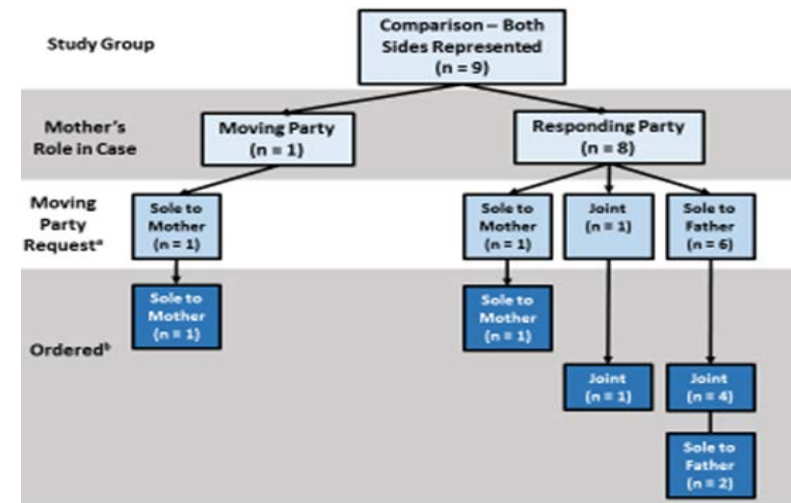 Study Group
Comparison – Both
Sides Represented
(n = 9)
Mother's
Role in Case
Moving Party
(n = 1)
Responding Party
(n = 8)
Moving
Party
Requestᵃ
Sole to
Mother
(n = 1)
Sole to
Mother
(n = 1)
Joint
(n = 1)
Sole to
Father
(n = 6)
Orderedᵇ
Sole to
Mother
(n = 1)
Sole to
Mother
(n = 1)
Joint
(n = 1)
Joint
(n = 4)
Sole to
Father
(n = 2)